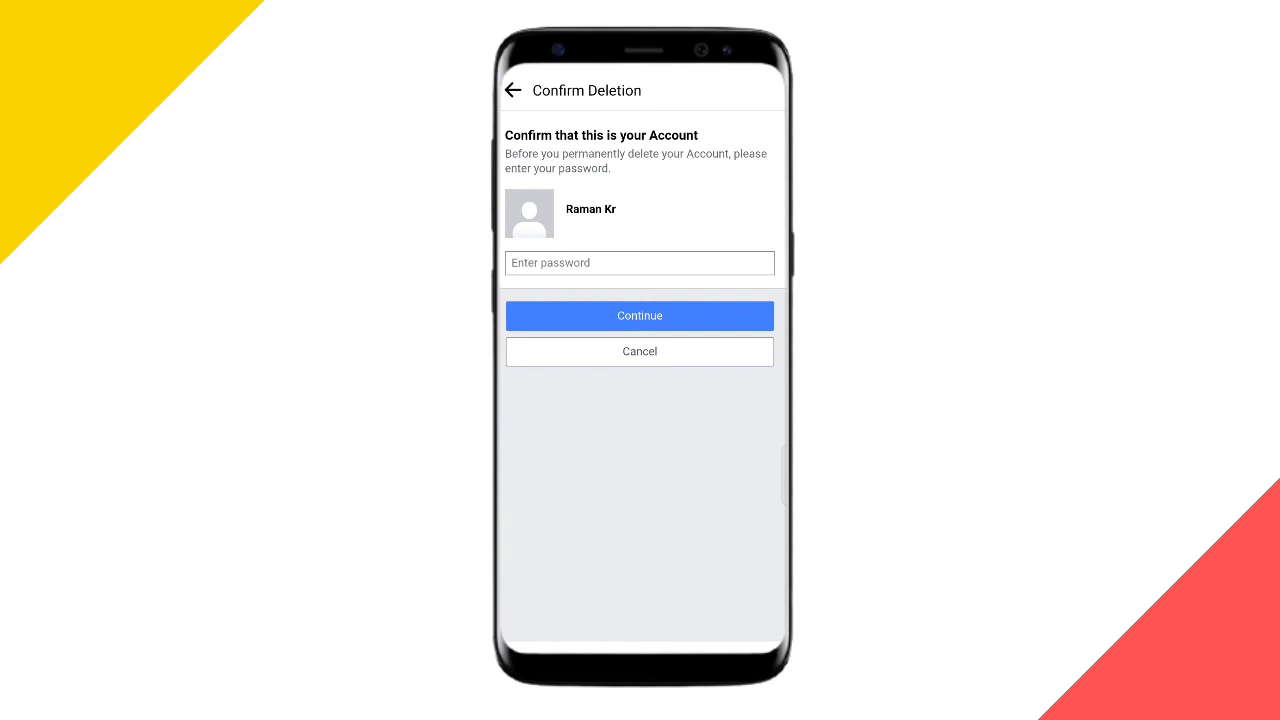 Confirm Deletion
Confirm that this is your Account
Before you permanently delete your Account, please
enter your password.
Raman Kr
Enter password
Continue
Cancel